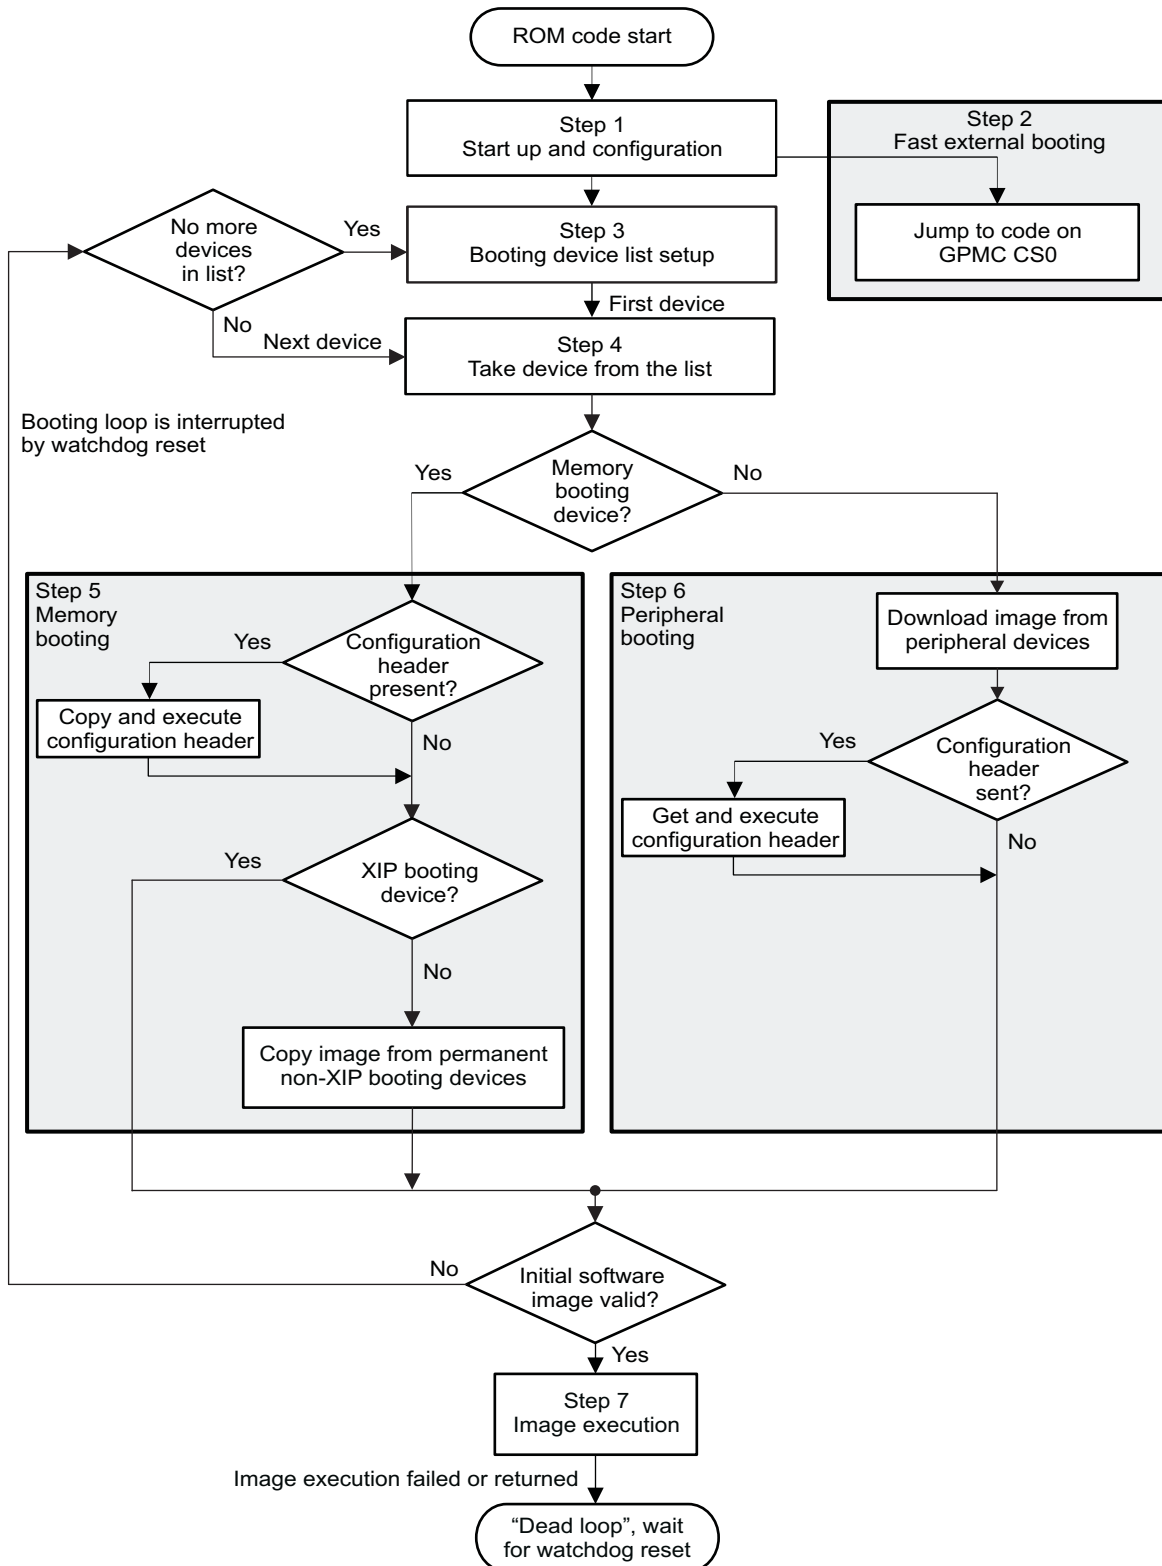 ROM code start
Step 1
Start up and configuration
Step 2
Fast external booting
Jump to code on
GPMC CS0
No more
devices
in list?
Yes
Step 3
Booting device list setup
First device
No
Next device
Step 4
Take device from the list
Booting loop is interrupted
by watchdog reset
Memory
booting
device?
Yes
No
Step 5
Memory
booting
Yes
Configuration
header
present?
Copy and execute
configuration header
No
Yes
XIP booting
device?
No
Copy image from permanent
non-XIP booting devices
Step 6
Peripheral
booting
Download image from
peripheral devices
Yes
Configuration
header
sent?
Get and execute
configuration header
No
No
Initial software
image valid?
Yes
Step 7
Image execution
Image execution failed or returned
“Dead loop”, wait
for watchdog reset